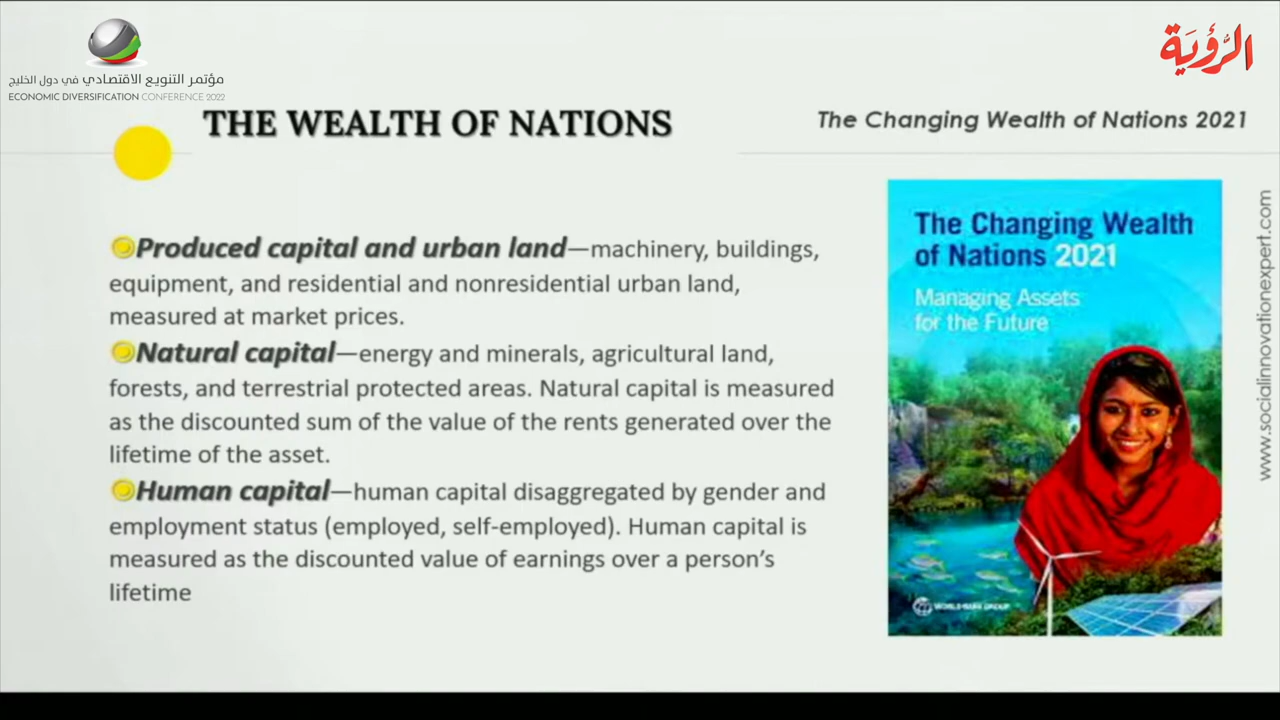 مؤتمر التنويع الاقتصادي في دول الخليج
ECONOMIC DIVERSIFICATION CONFERENCE 2022
الرُّؤيَة
THE WEALTH OF NATIONS
The Changing Wealth of Nations 2021
Produced capital and urban land—machinery, buildings,
equipment, and residential and nonresidential urban land,
measured at market prices.
Natural capital—energy and minerals, agricultural land,
forests, and terrestrial protected areas. Natural capital is measured
as the discounted sum of the value of the rents generated over the
lifetime of the asset.
Human capital—human capital disaggregated by gender and
employment status (employed, self-employed). Human capital is
measured as the discounted value of earnings over a person's
lifetime
The Changing Wealth
of Nations 2021
Managing Assets
for the Future
WORLD BANK GROUP
www.socialinnovationexpert.com